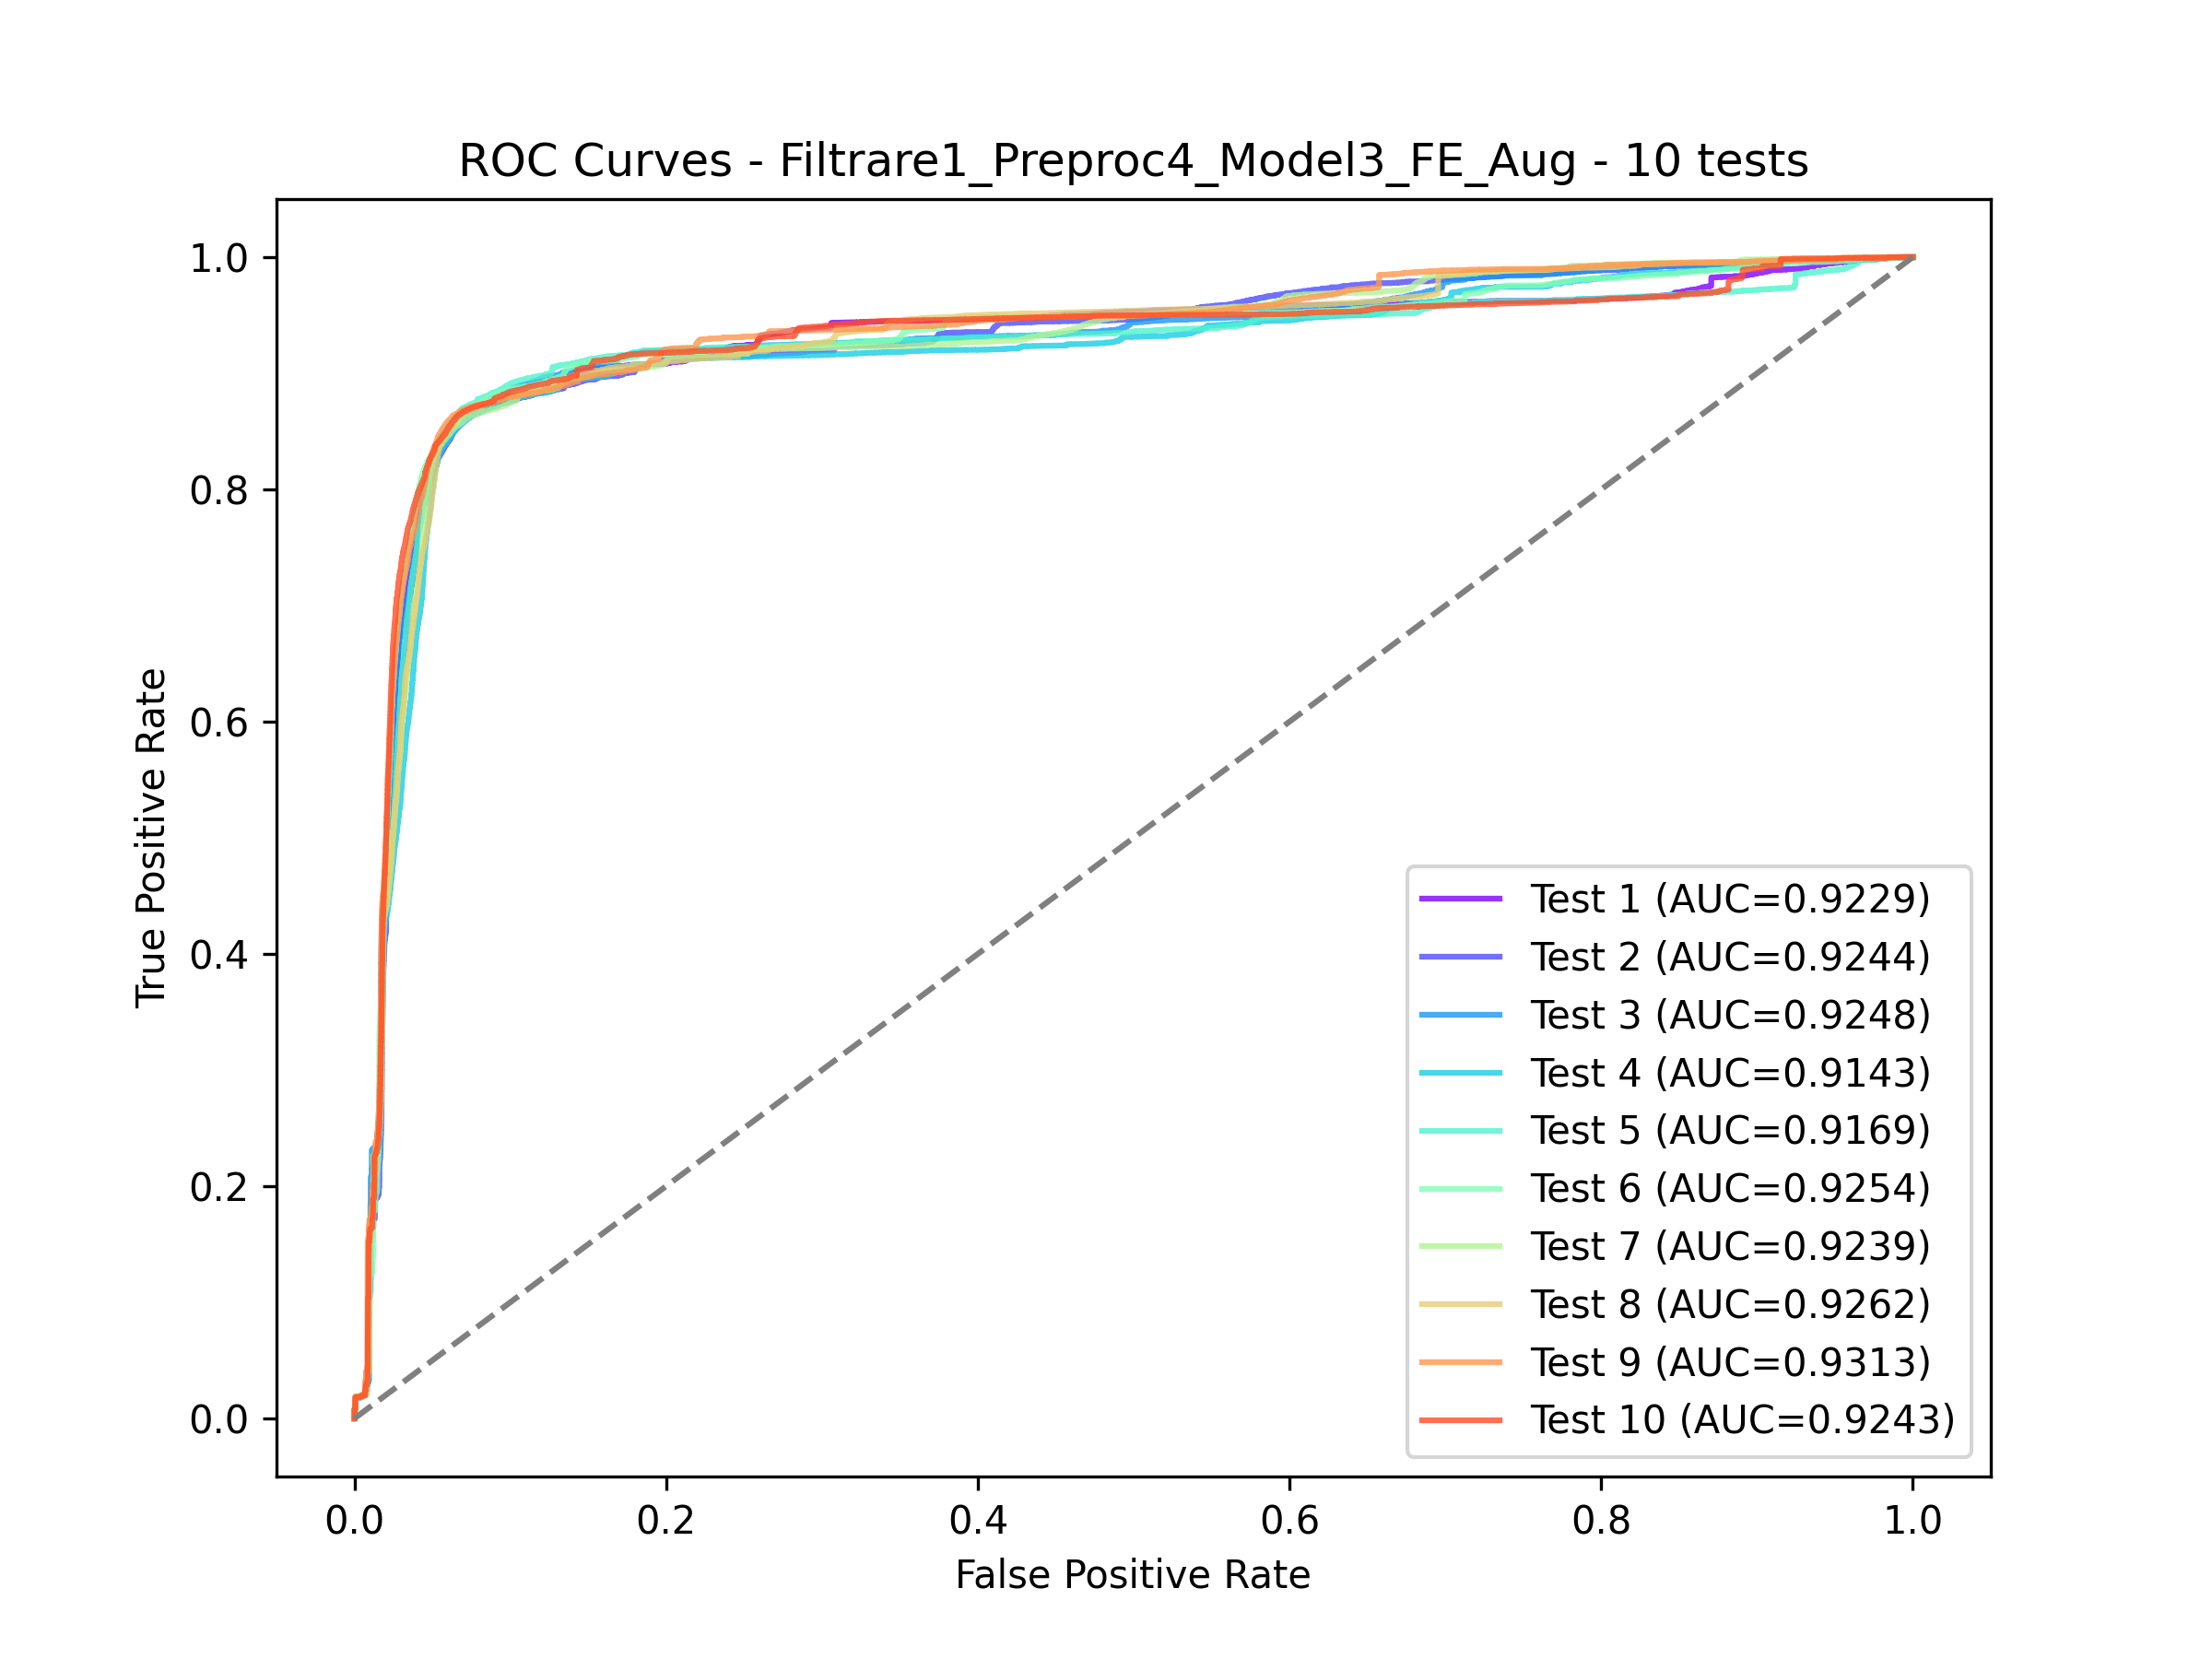 ROC Curves - Filtrare1_Preproc4_Model3_FE_Aug - 10 tests
True Positive Rate
1.0
0.8
0.6
0.4
0.2
0.0
Test 1 (AUC=0.9229)
Test 2 (AUC=0.9244)
Test 3 (AUC=0.9248)
Test 4 (AUC=0.9143)
Test 5 (AUC=0.9169)
Test 6 (AUC=0.9254)
Test 7 (AUC=0.9239)
Test 8 (AUC=0.9262)
Test 9 (AUC=0.9313)
Test 10 (AUC=0.9243)
0.0 0.2 0.4 0.6 0.8 1.0
False Positive Rate